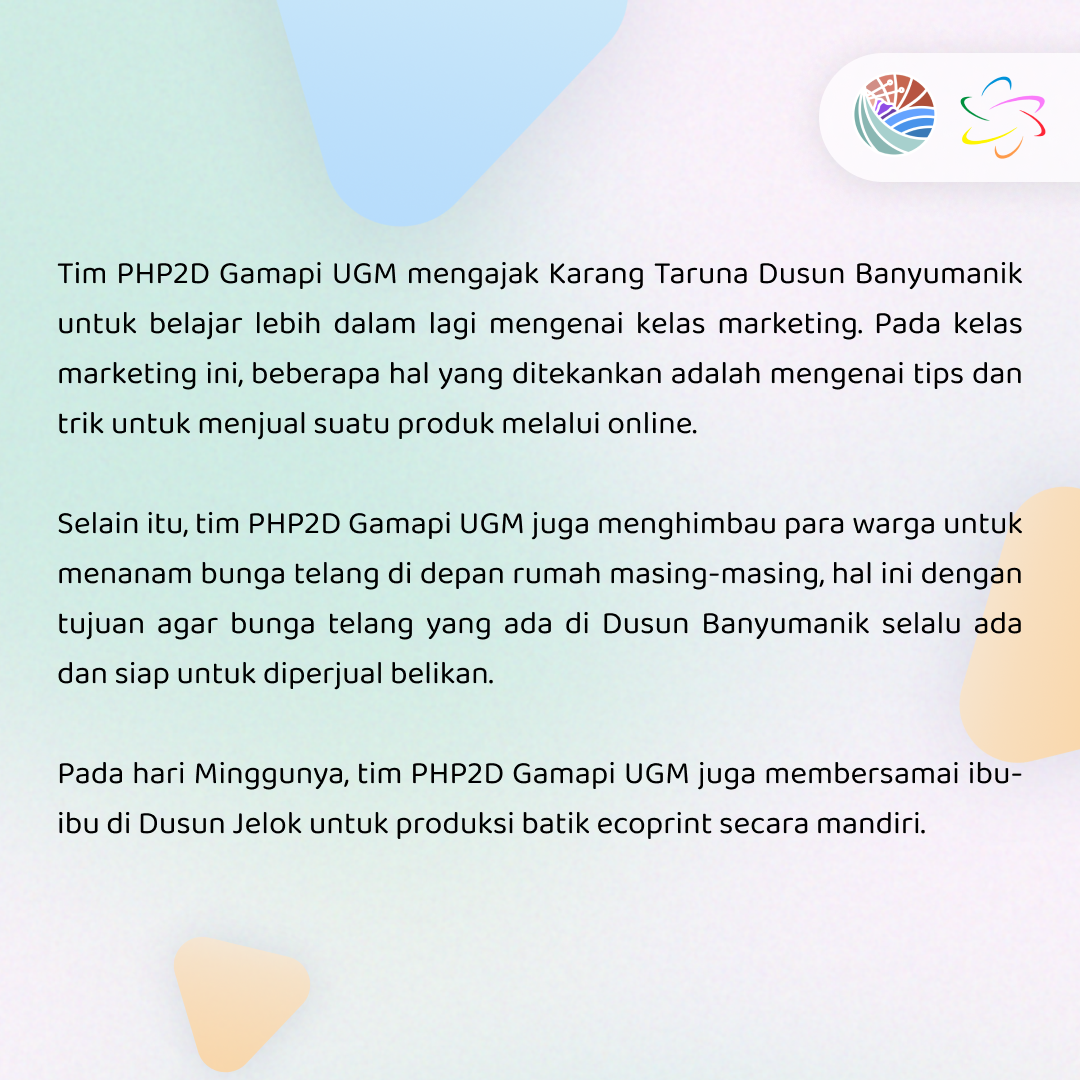 Tim PHP2D Gamapi UGM mengajak Karang Taruna Dusun Banyumanik
untuk belajar lebih dalam lagi mengenai kelas marketing. Pada kelas
marketing ini, beberapa hal yang ditekankan adalah mengenai tips dan
trik untuk menjual suatu produk melalui online.
Selain itu, tim PHP2D Gamapi UGM juga menghimbau para warga untuk
menanam bunga telang di depan rumah masing-masing, hal ini dengan
tujuan agar bunga telang yang ada di Dusun Banyumanik selalu ada
dan siap untuk diperjual belikan.
Pada hari Minggunya, tim PHP2D Gamapi UGM juga membersamai ibu-
ibu di Dusun Jelok untuk produksi batik ecoprint secara mandiri.